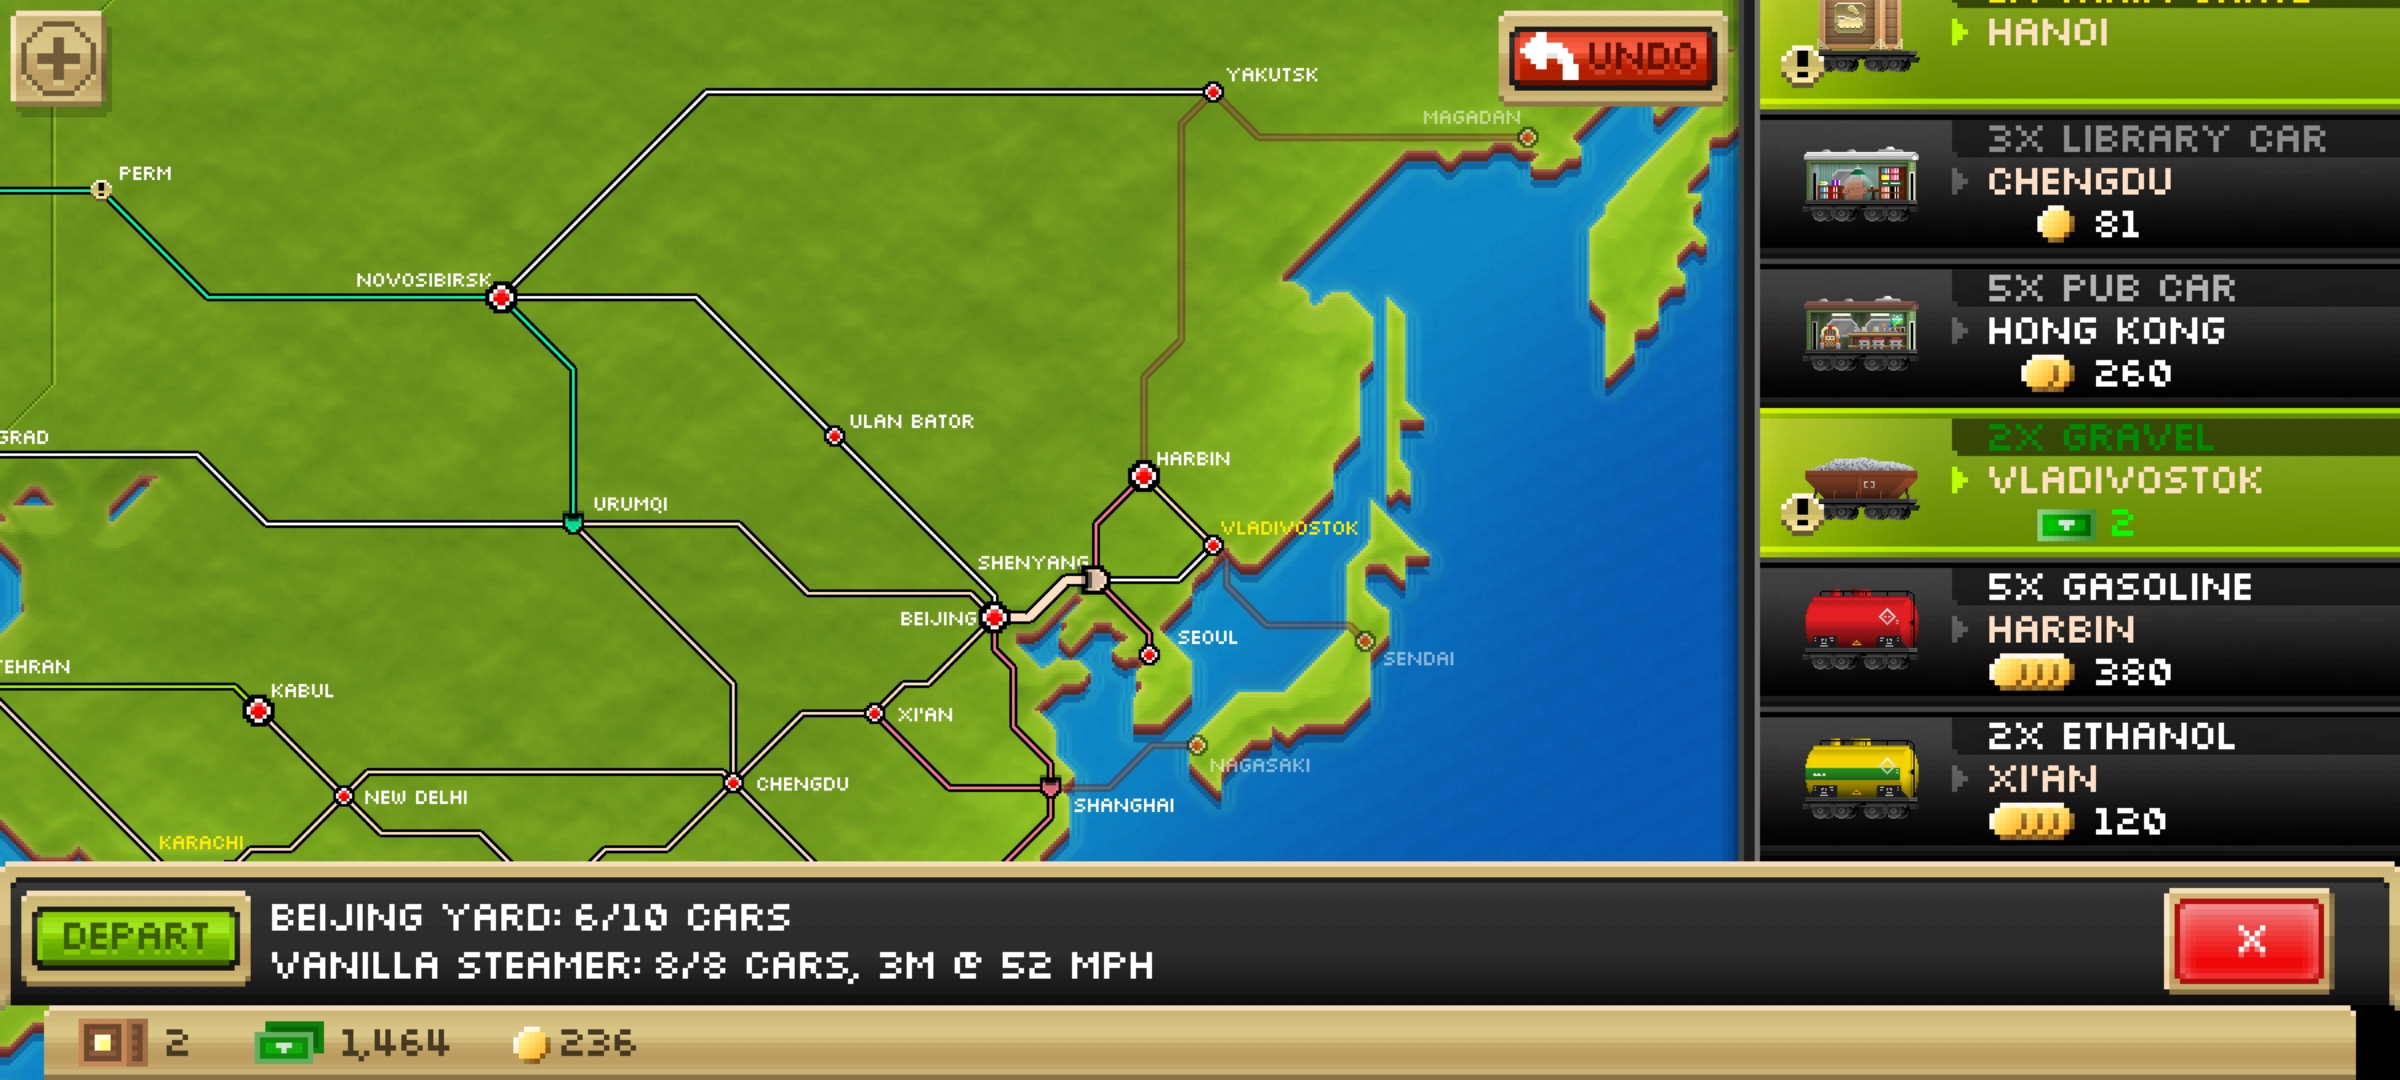 YAKUTSK
UNDO
MAGADAN
PERM
NOVOSIBIRSK
ULAN BATOR
GRAD
HARBIN
URUMQI
VLADIVOSTOK
SHENYANG
BEIJING
SEOUL
SENDAI
TEHRAN
KABUL
XI'AN
NAGASAKI
CHENGDU
NEW DELHI
SHANGHAI
KARACHI
HANOI
3X LIBRARY CAR
CHENGDU
81
5X PUB CAR
HONG KONG
260
2X GRAVEL
VLADIVOSTOK
2
5X GASOLINE
HARBIN
380
2X ETHANOL
XI'AN
120
DEPART
BEIJING YARD: 6/10 CARS
VANILLA STEAMER: 8/8 CARS, 3M @ 52 MPH
X
2
1,464
236